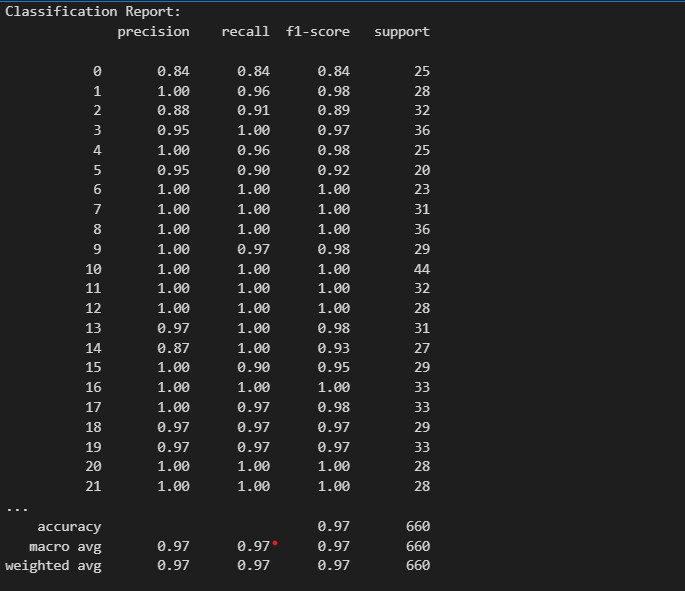 Classification Report:
precision recall f1-score support
0 0.84 0.84 0.84 25
1 1.00 0.96 0.98 28
2 0.88 0.91 0.89 32
3 0.95 1.00 0.97 36
4 1.00 0.96 0.98 25
5 0.95 0.90 0.92 20
6 1.00 1.00 1.00 23
7 1.00 1.00 1.00 31
8 1.00 1.00 1.00 36
9 1.00 0.97 0.98 29
10 1.00 1.00 1.00 44
11 1.00 1.00 1.00 32
12 1.00 1.00 1.00 28
13 0.97 1.00 0.98 31
14 0.87 1.00 0.93 27
15 1.00 0.90 0.95 29
16 1.00 1.00 1.00 33
17 1.00 0.97 0.98 33
18 0.97 0.97 0.97 29
19 0.97 0.97 0.97 33
20 1.00 1.00 1.00 28
21 1.00 1.00 1.00 28
...
accuracy 0.97 660
macro avg 0.97 0.97 0.97 660
weighted avg 0.97 0.97 0.97 660